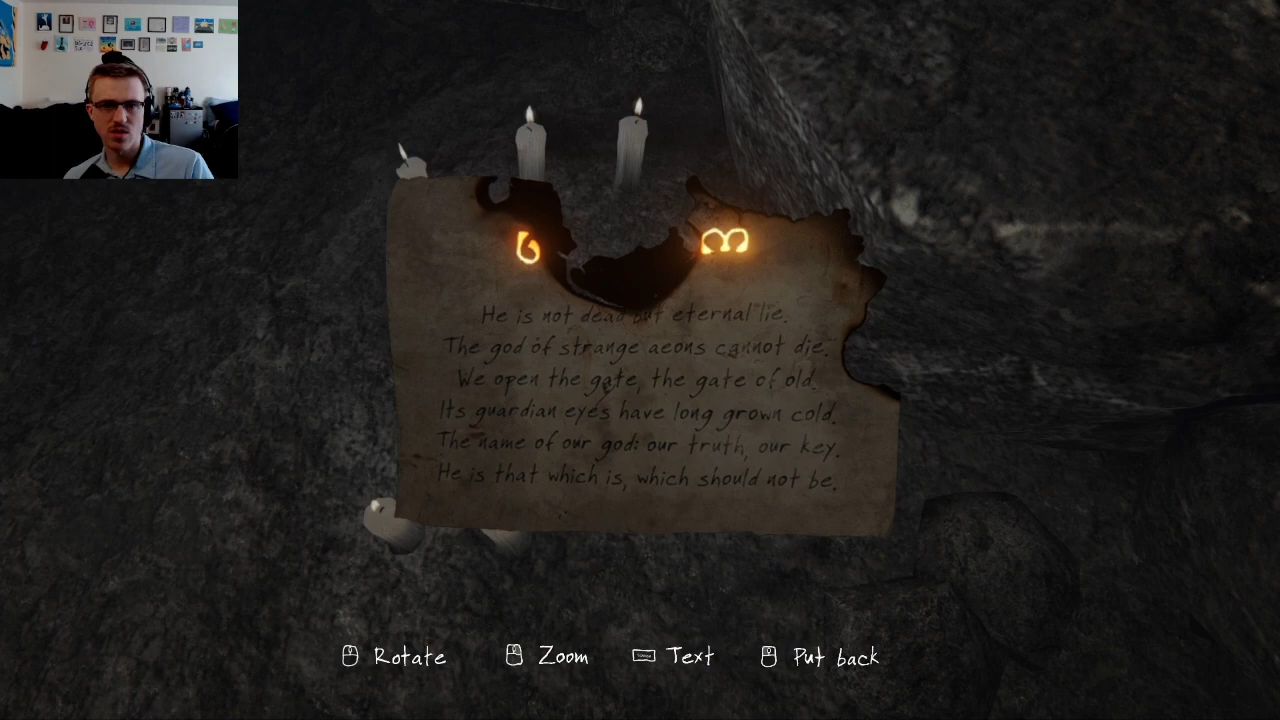 He is not dead but eternal lie.
The god of strange aeons cannot die.
We open the gate, the gate of old.
Its guardian eyes have long grown cold.
The name of our god: our truth, our key.
He is that which is, which should not be.
Rotate Zoom Text Put back